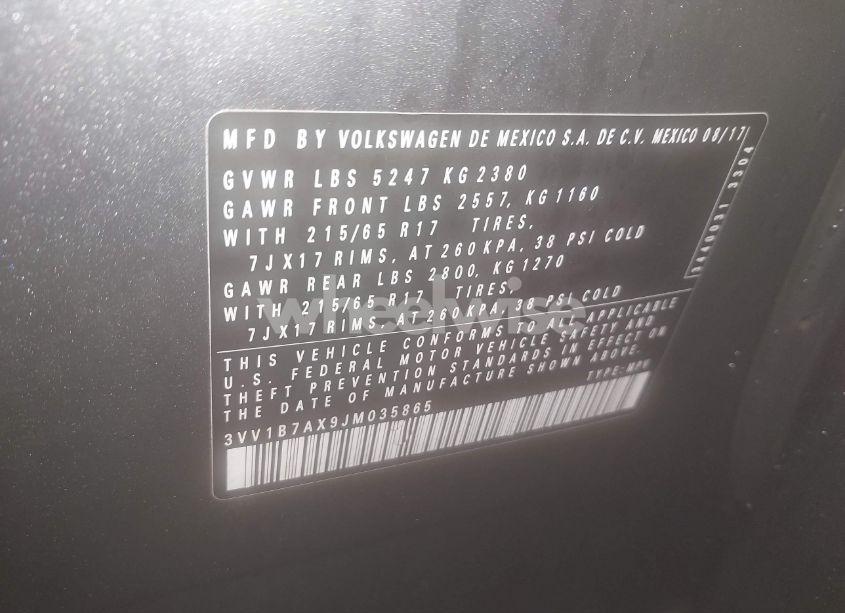 MFD BY VOLKSWAGEN DE MEXICO S.A. DE C.V. MEXICO 08/17
GVWR LBS 5247 KG 2380
GAWR FRONT LBS 2557, KG 1160
WITH 215/65 R17 TIRES,
7JX17 RIMS, AT 260 KPA, 38 PSI COLD
GAWR REAR LBS 2800, KG 1270
WITH 215/65 R17 TIRES,
7JX17 RIMS, AT 260 KPA, 38 PSI COLD
THIS VEHICLE CONFORMS TO ALL APPLICABLE
U.S. FEDERAL MOTOR VEHICLE SAFETY AND
THEFT PREVENTION STANDARDS IN EFFECT ON
THE DATE OF MANUFACTURE SHOWN ABOVE.
TYPE: MPV
3VV1B7AX9JM035865
3304
wheelwise